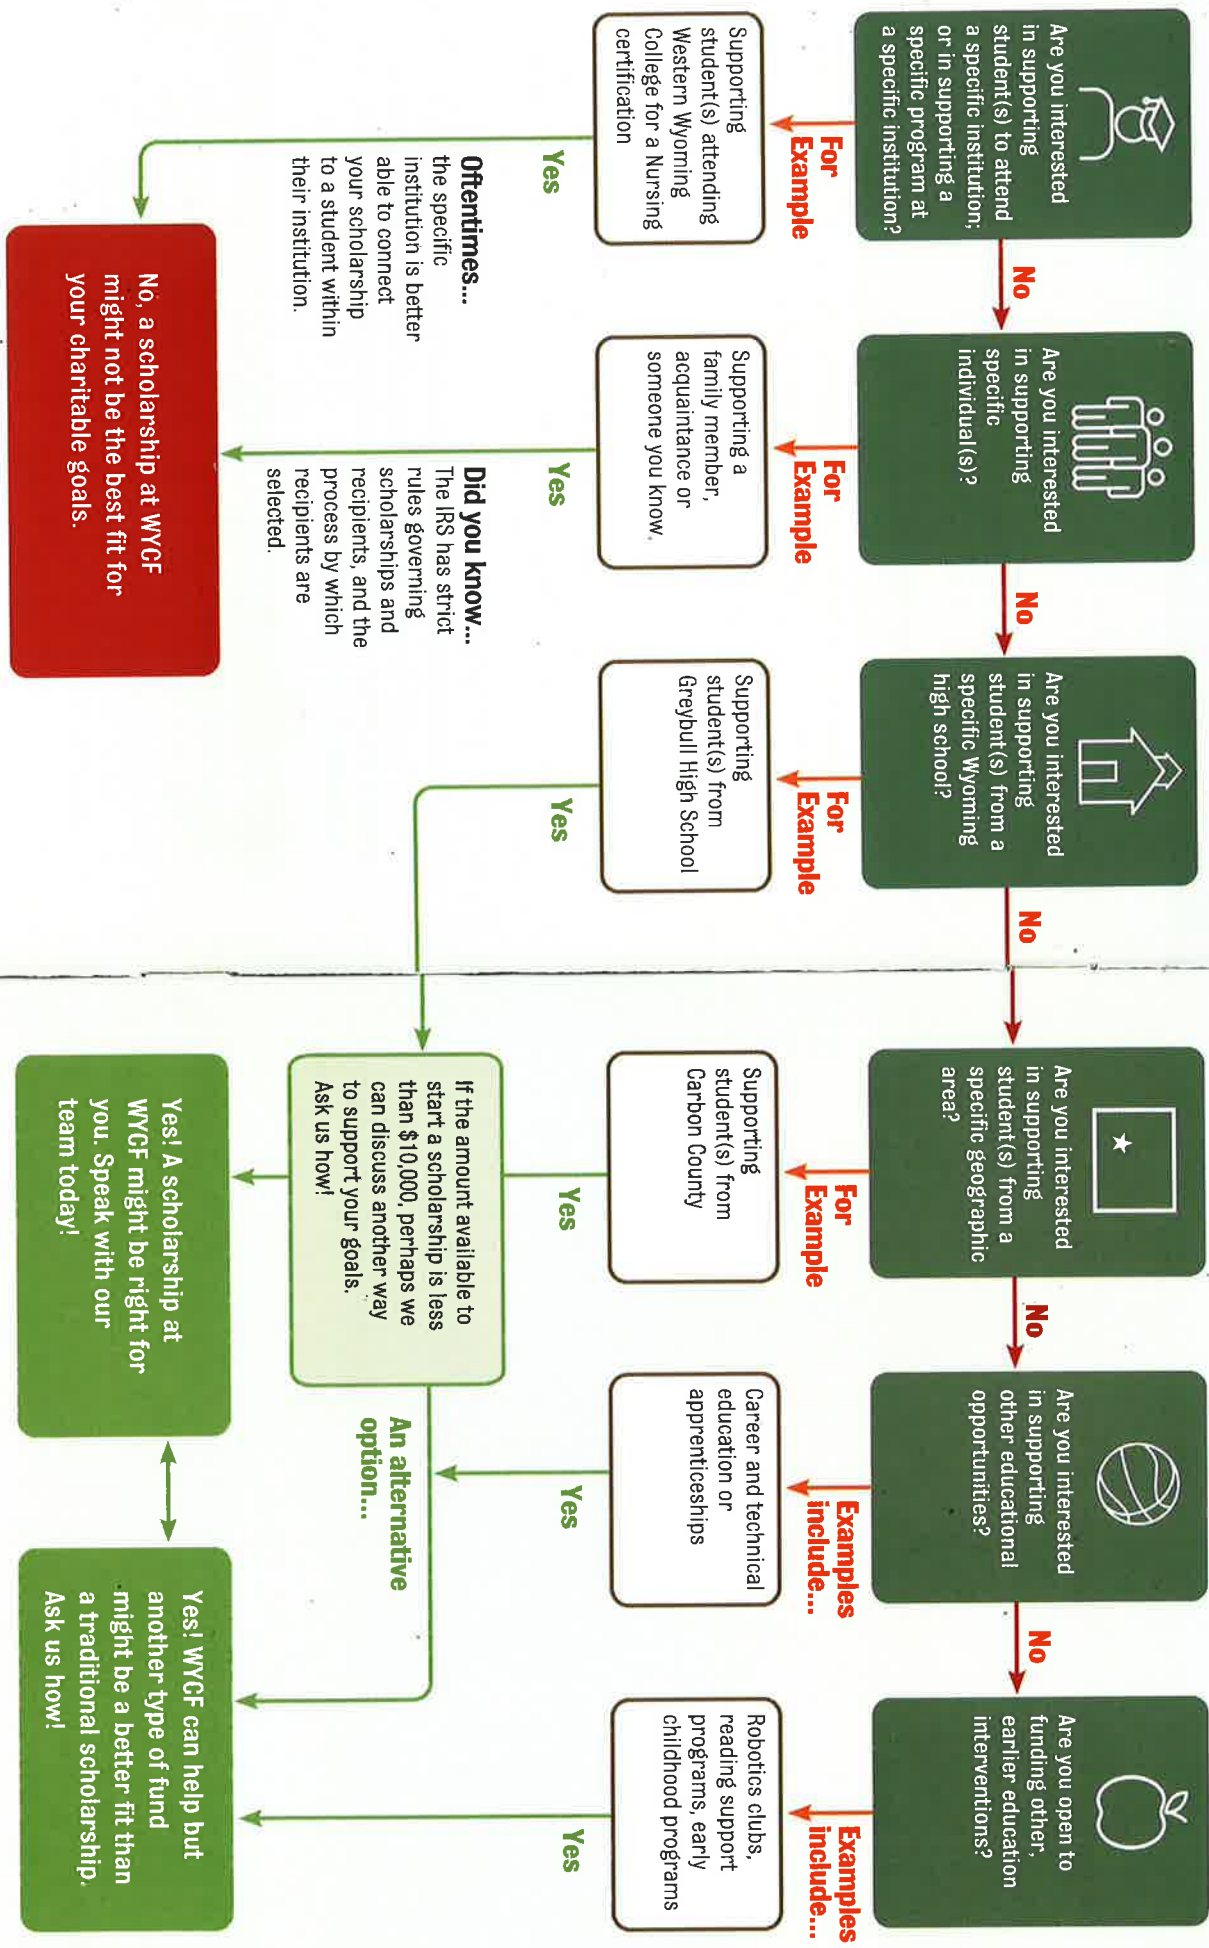 Are you interested
in supporting
student(s) to attend
a specific institution;
or in supporting a
specific program at
a specific institution?
No
Are you interested
in supporting
specific
individual(s)?
No
Are you interested
in supporting
student(s) from a
specific Wyoming
high school?
No
Are you interested
in supporting
student(s) from a
specific geographic
area?
No
Are you interested
in supporting
other educational
opportunities?
No
Are you open to
funding other,
earlier education
interventions?
For
Example
For
Example
For
Example
For
Example
Examples
include...
Examples
include...
Supporting
student(s) attending
Western Wyoming
College for a Nursing
certification
Supporting a
family member,
acquaintance or
someone you know.
Supporting
student(s) from
Greybull High School
Supporting
student(s) from
Carbon County
Career and technical
education or
apprenticeships
Robotics clubs,
reading support
programs, early
childhood programs
Yes
Yes
Yes
Yes
Yes
Yes
Oftentimes...
the specific
institution is better
able to connect
your scholarship
to a student within
their institution.
Did you know...
The IRS has strict
rules governing
scholarships and
recipients, and the
process by which
recipients are
selected.
If the amount available to
start a scholarship is less
than $10,000, perhaps we
can discuss another way
to support your goals.
Ask us how!
An alternative
option...
No, a scholarship at WYCF
might not be the best fit for
your charitable goals.
Yes! A scholarship at
WYCF might be right for
you. Speak with our
team today!
Yes! WYCF can help but
another type of fund
might be a better fit than
a traditional scholarship.
Ask us how!